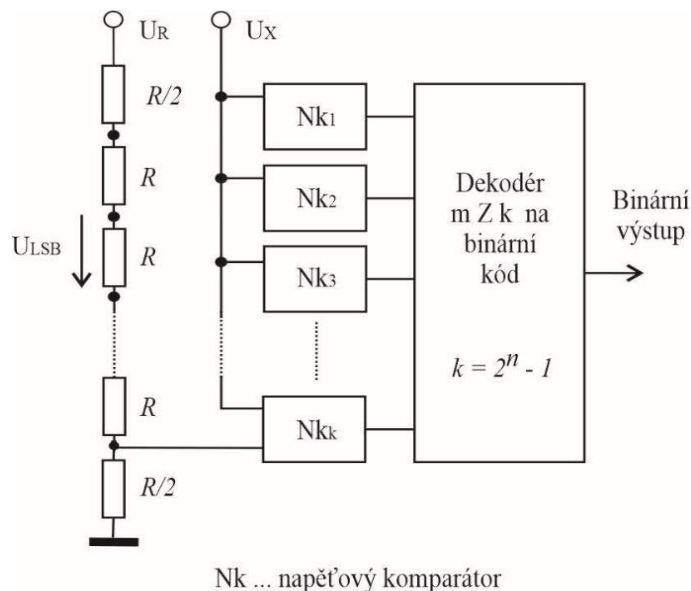 UR
UX
R/2
R
R
ULSB
R
R/2
Nk1
Nk2
Nk3
Nkk
Dekodér
m Z k na
binární
kód
k = 2^n - 1
Binární
výstup
Nk ... napěťový komparátor